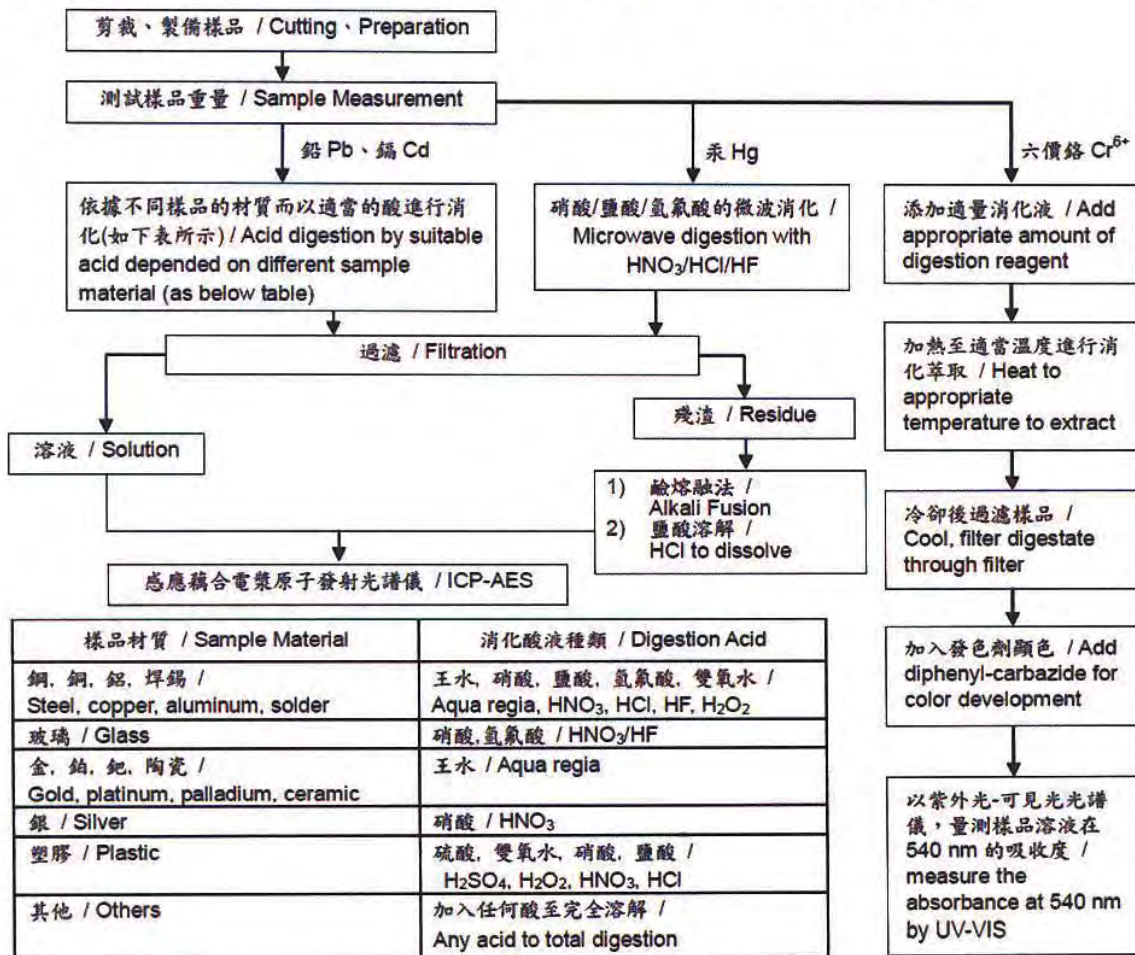 剪裁、製備樣品 / Cutting、Preparation
測試樣品重量 / Sample Measurement
鉛 Pb、鎘 Cd
汞 Hg
六價鉻 Cr⁶⁺
依據不同樣品的材質而以適當的酸進行消
化(如下表所示) / Acid digestion by suitable
acid depended on different sample
material (as below table)
硝酸/鹽酸/氫氟酸的微波消化 /
Microwave digestion with
HNO₃/HCl/HF
添加適量消化液 / Add
appropriate amount of
digestion reagent
過濾 / Filtration
加熱至適當溫度進行消
化萃取 / Heat to
appropriate
temperature to extract
溶液 / Solution
殘渣 / Residue
1) 鹼熔融法 /
Alkali Fusion
2) 鹽酸溶解 /
HCl to dissolve
冷卻後過濾樣品 /
Cool, filter digestate
through filter
感應藕合電漿原子發射光譜儀 / ICP-AES
加入發色劑顯色 / Add
diphenyl-carbazide for
color development
以紫外光-可見光光譜
儀，量測樣品溶液在
540 nm 的吸收度 /
measure the
absorbance at 540 nm
by UV-VIS
樣品材質 / Sample Material
消化酸液種類 / Digestion Acid
鋼, 銅, 鋁, 焊錫 /
Steel, copper, aluminum, solder
王水, 硝酸, 鹽酸, 氫氟酸, 雙氧水 /
Aqua regia, HNO₃, HCl, HF, H₂O₂
玻璃 / Glass
硝酸,氫氟酸 / HNO₃/HF
金, 鉑, 鈀, 陶瓷 /
Gold, platinum, palladium, ceramic
王水 / Aqua regia
銀 / Silver
硝酸 / HNO₃
塑膠 / Plastic
硫酸, 雙氧水, 硝酸, 鹽酸 /
H₂SO₄, H₂O₂, HNO₃, HCl
其他 / Others
加入任何酸至完全溶解 /
Any acid to total digestion